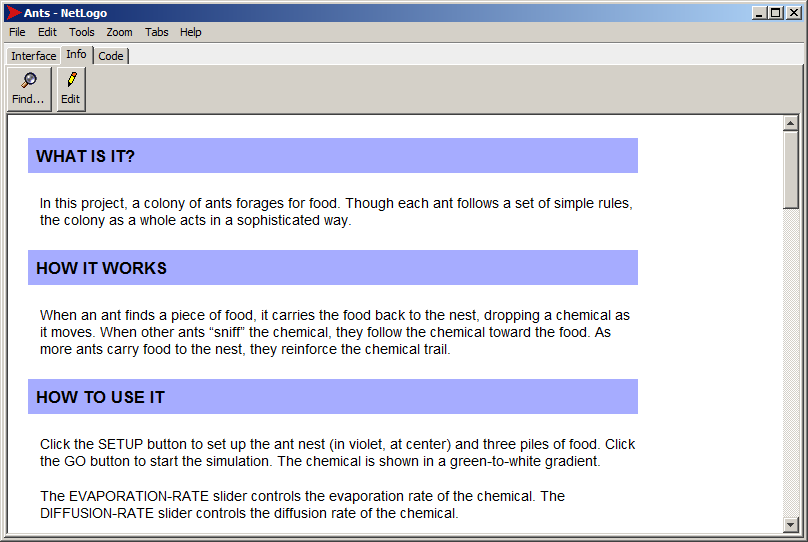 Ants - NetLogo
File Edit Tools Zoom Tabs Help
Interface Info Code
Find... Edit
WHAT IS IT?
In this project, a colony of ants forages for food. Though each ant follows a set of simple rules,
the colony as a whole acts in a sophisticated way.
HOW IT WORKS
When an ant finds a piece of food, it carries the food back to the nest, dropping a chemical as
it moves. When other ants “sniff” the chemical, they follow the chemical toward the food. As
more ants carry food to the nest, they reinforce the chemical trail.
HOW TO USE IT
Click the SETUP button to set up the ant nest (in violet, at center) and three piles of food. Click
the GO button to start the simulation. The chemical is shown in a green-to-white gradient.
The EVAPORATION-RATE slider controls the evaporation rate of the chemical. The
DIFFUSION-RATE slider controls the diffusion rate of the chemical.